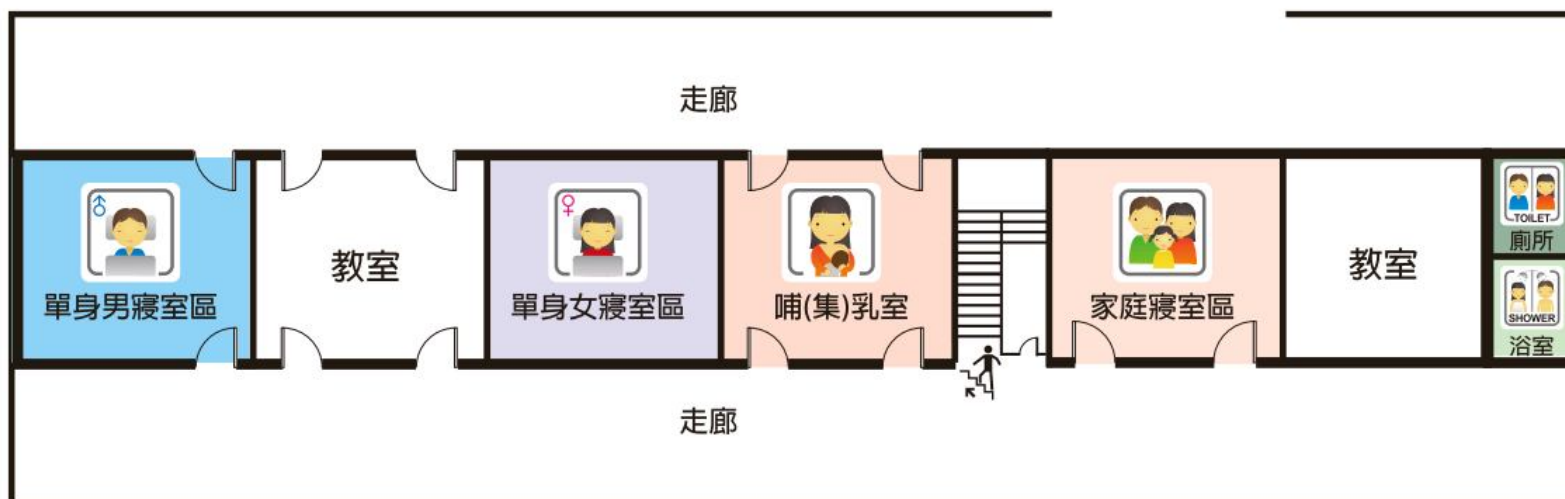 走廊
單身男寢室區
教室
單身女寢室區
哺(集)乳室
家庭寢室區
教室
TOILET
廁所
SHOWER
浴室
走廊